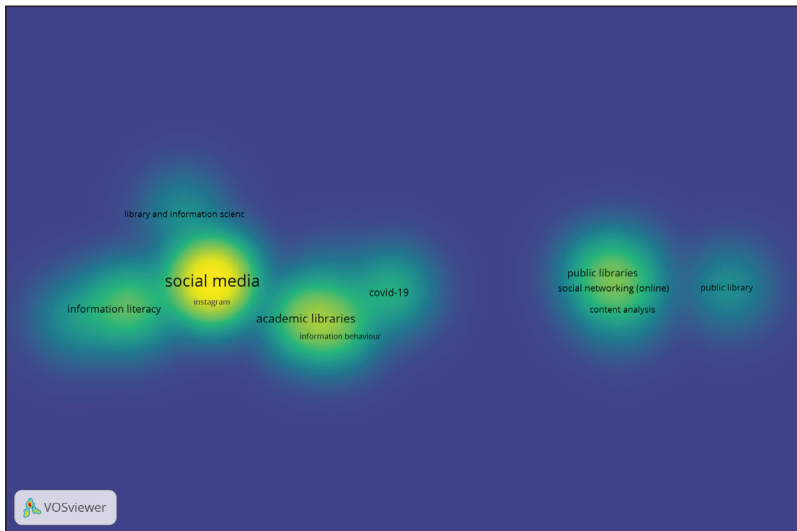 library and information scienc
social media
instagram
information literacy
academic libraries
information behaviour
covid-19
public libraries
social networking (online)
content analysis
public library
VOSviewer